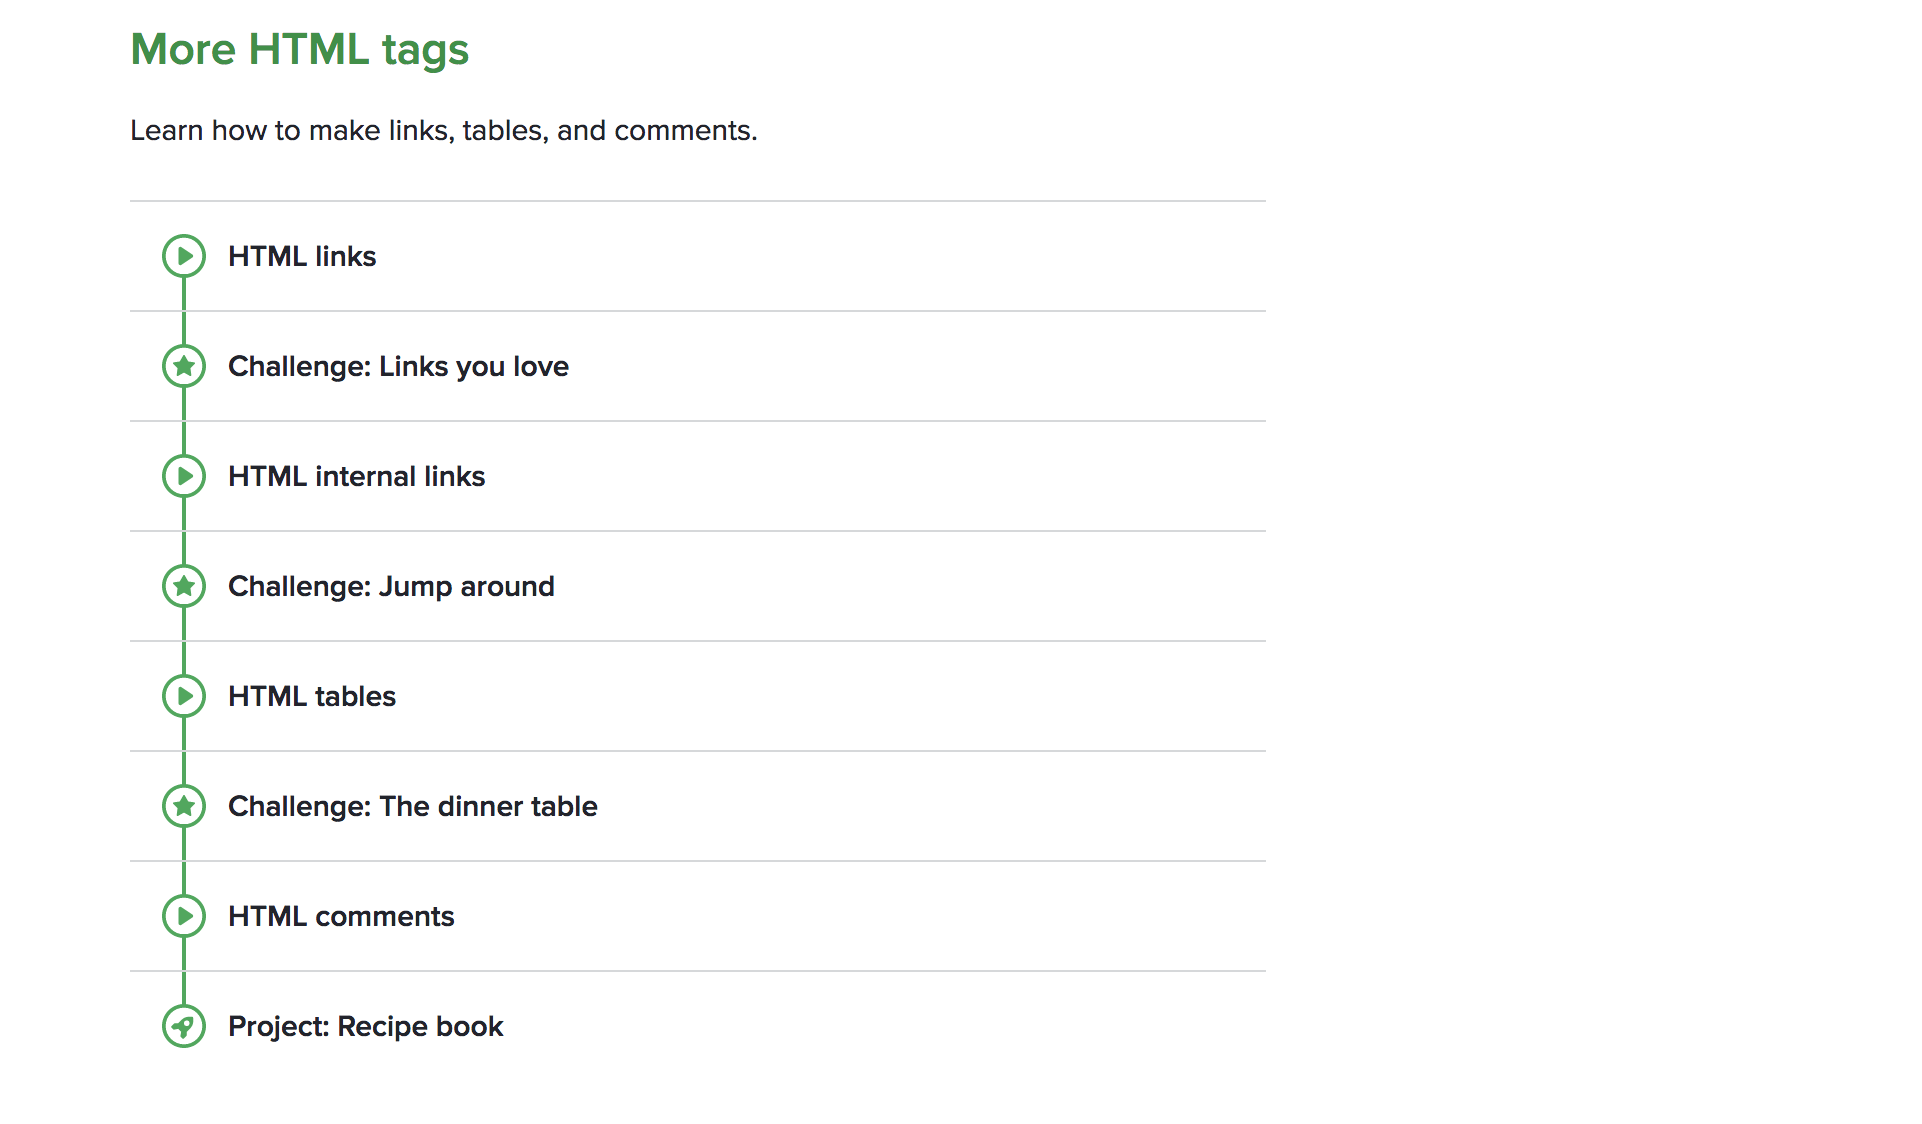 More HTML tags
Learn how to make links, tables, and comments.
HTML links
Challenge: Links you love
HTML internal links
Challenge: Jump around
HTML tables
Challenge: The dinner table
HTML comments
Project: Recipe book